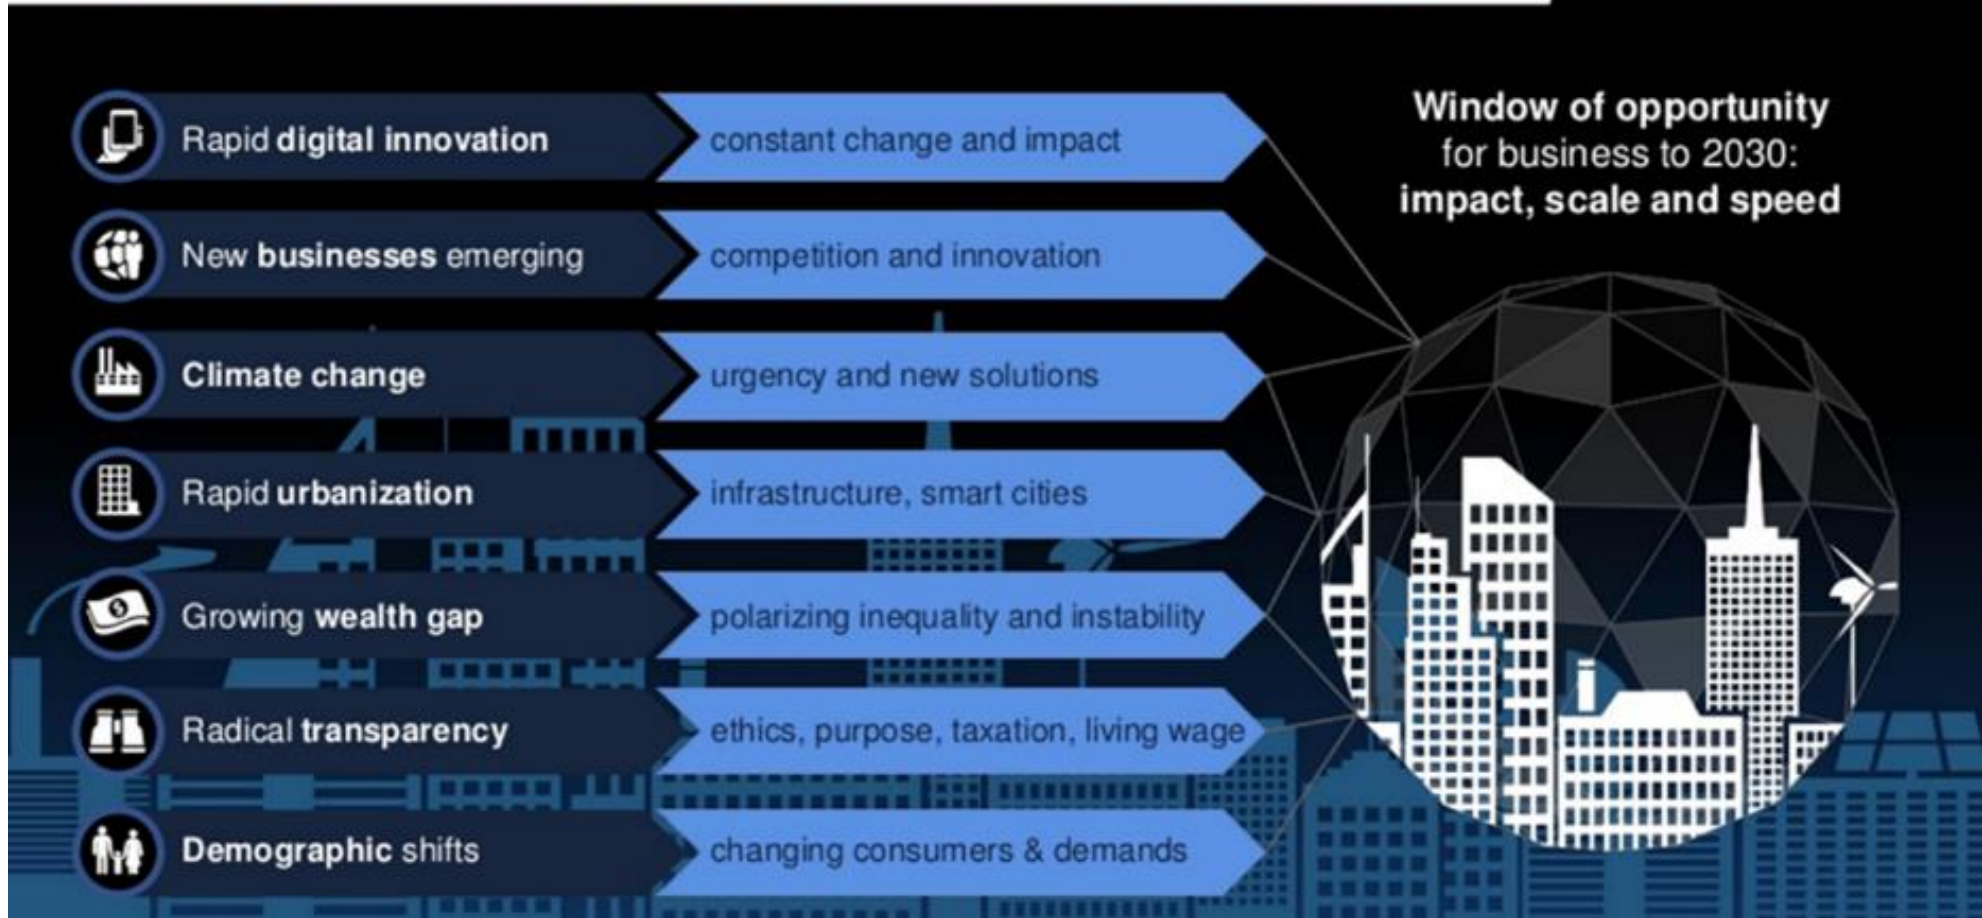 Rapid digital innovation
constant change and impact
New businesses emerging
competition and innovation
Climate change
urgency and new solutions
Rapid urbanization
infrastructure, smart cities
Growing wealth gap
polarizing inequality and instability
Radical transparency
ethics, purpose, taxation, living wage
Demographic shifts
changing consumers & demands
Window of opportunity
for business to 2030:
impact, scale and speed